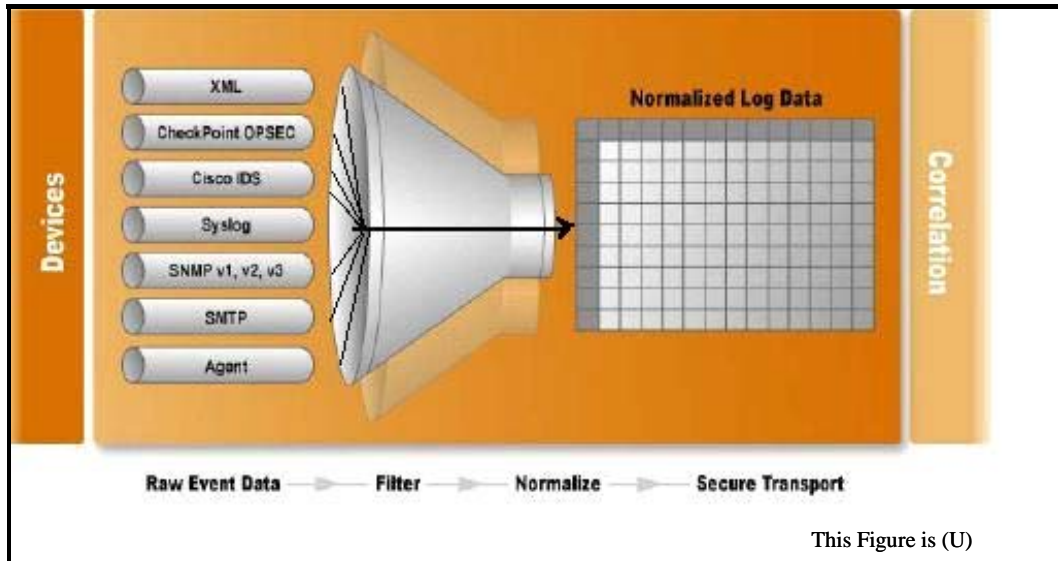 Devices
XML
CheckPoint OPSEC
Cisco IDS
Syslog
SNMP v1, v2, v3
SMTP
Agent
Normalized Log Data
Correlation
Raw Event Data
Filter
Normalize
Secure Transport
This Figure is (U)